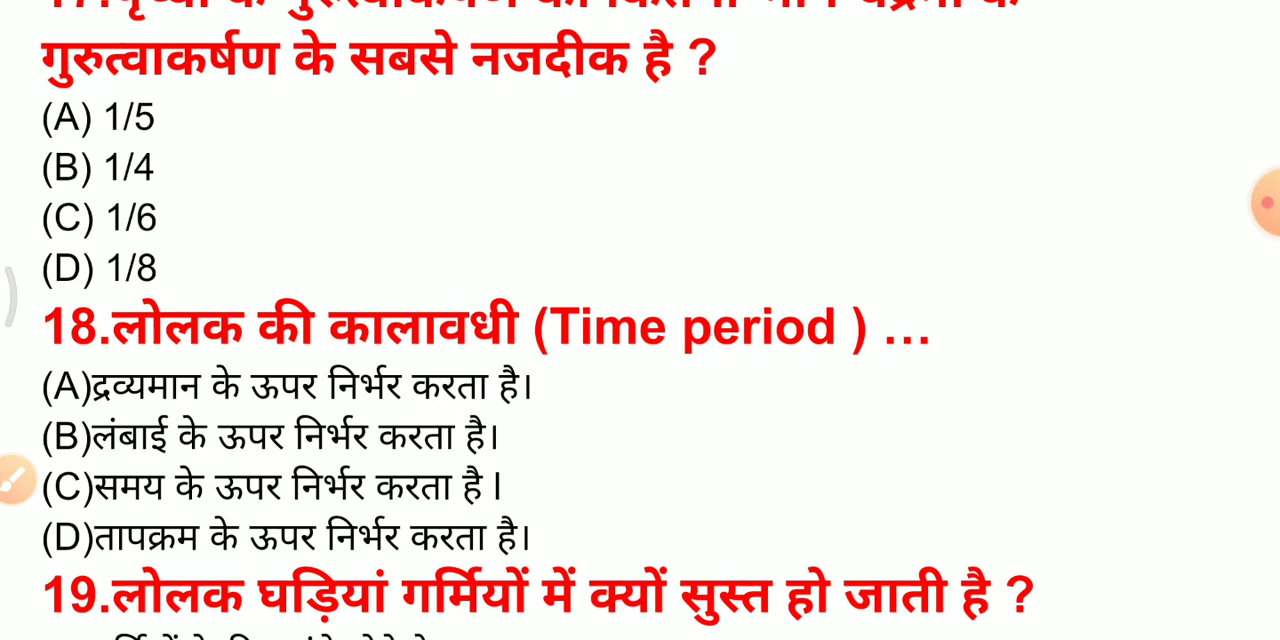 गुरुत्वाकर्षण के सबसे नजदीक है ?
(A) 1/5
(B) 1/4
(C) 1/6
(D) 1/8
18.लोलक की कालावधी (Time period ) ...
(A)द्रव्यमान के ऊपर निर्भर करता है।
(B)लंबाई के ऊपर निर्भर करता है।
(C)समय के ऊपर निर्भर करता है l
(D)तापक्रम के ऊपर निर्भर करता है।
19.लोलक घड़ियां गर्मियों में क्यों सुस्त हो जाती है ?